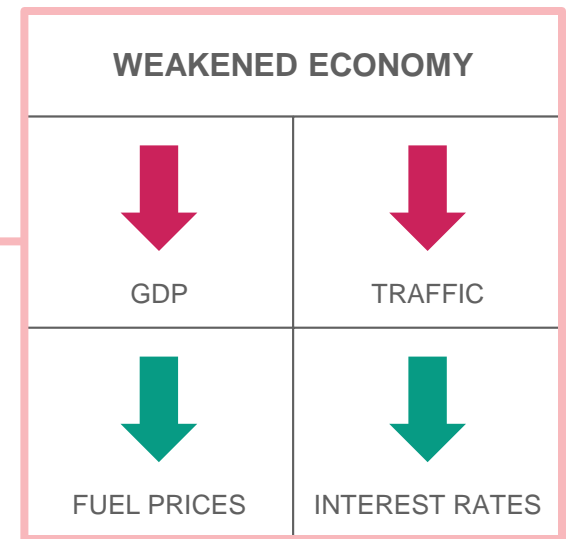 WEAKENED ECONOMY
GDP
TRAFFIC
FUEL PRICES
INTEREST RATES